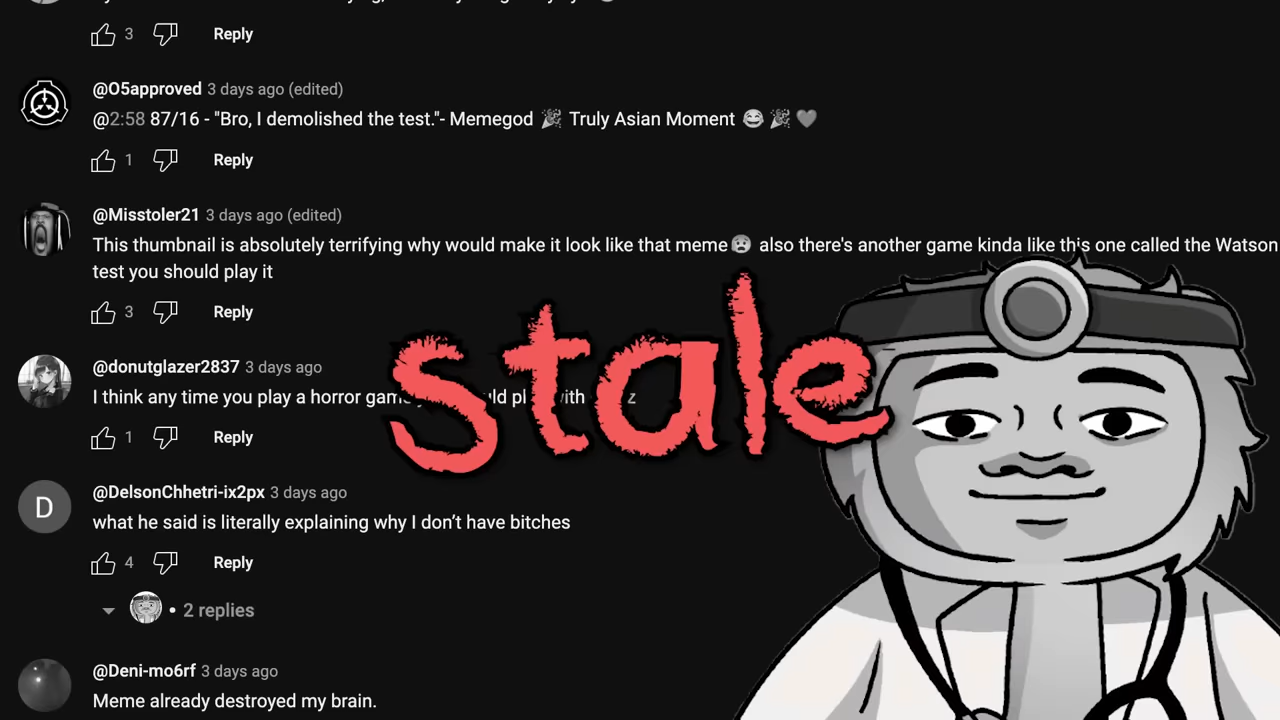 3 Reply
@O5approved 3 days ago (edited)
@2:58 87/16 - "Bro, I demolished the test."- Memegod 🎉 Truly Asian Moment 😂 🎉 🖤
1 Reply
@Misstoler21 3 days ago (edited)
This thumbnail is absolutely terrifying why would make it look like that meme😨 also there's another game kinda like this one called the Watson
test you should play it
3 Reply
stale
@donutglazer2837 3 days ago
I think any time you play a horror with
1 Reply
D
@DelsonChhetri-ix2px 3 days ago
what he said is literally explaining why I don't have bitches
4 Reply
• 2 replies
@Deni-mo6rf 3 days ago
Meme already destroyed my brain.